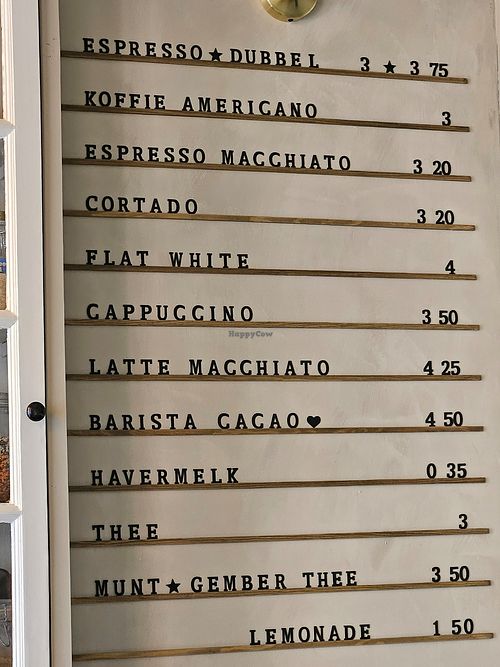 ESPRESSO★DUBBEL 3 ★ 3 75
KOFFIE AMERICANO 3
ESPRESSO MACCHIATO 3 20
CORTADO 3 20
FLAT WHITE 4
CAPPUCCINO 3 50
HappyCow
LATTE MACCHIATO 4 25
BARISTA CACAO♥ 4 50
HAVERMELK 0 35
THEE 3
MUNT★GEMBER THEE 3 50
LEMONADE 1 50